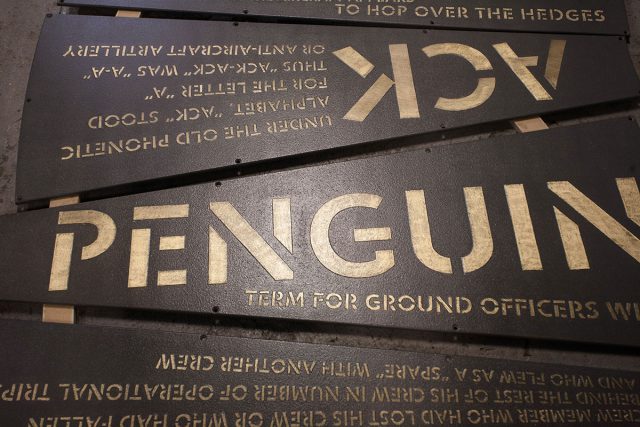 TO HOP OVER THE HEDGES
ACK
UNDER THE OLD PHONETIC
ALPHABET, "ACK" STOOD
FOR THE LETTER "A"
THUS "ACK-ACK" WAS "A-A"
OR ANTI-AIRCRAFT ARTILLERY
PENGUIN
TERM FOR GROUND OFFICERS WI
CREW MEMBER WHO HAD LOST HIS CREW OR WHO HAD FALLEN
BEHIND THE REST OF HIS CREW IN NUMBER OF OPERATIONAL TRIPS
AND WHO FLEW AS A "SPARE" WITH ANOTHER CREW